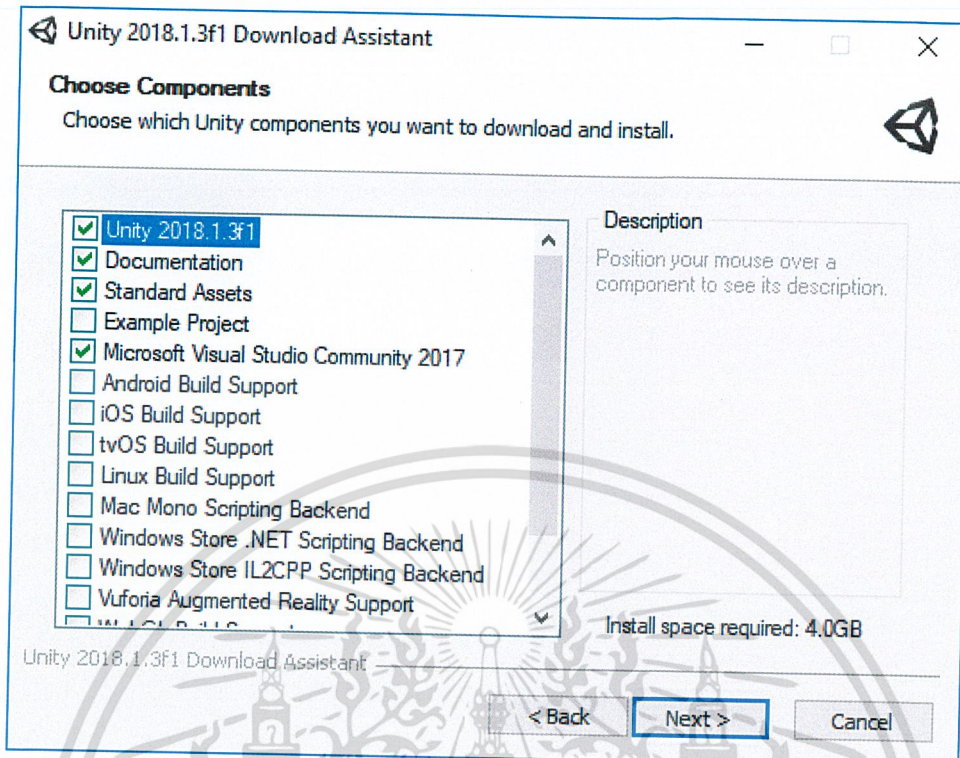 Unity 2018.1.3f1 Download Assistant
Choose Components
Choose which Unity components you want to download and install.
Unity 2018.1.3f1
Documentation
Standard Assets
Example Project
Microsoft Visual Studio Community 2017
Android Build Support
iOS Build Support
tvOS Build Support
Linux Build Support
Mac Mono Scripting Backend
Windows Store .NET Scripting Backend
Windows Store IL2CPP Scripting Backend
Vuforia Augmented Reality Support
Description
Position your mouse over a
component to see its description.
Install space required: 4.0GB
Unity 2018.1.3f1 Download Assistant
< Back
Next >
Cancel